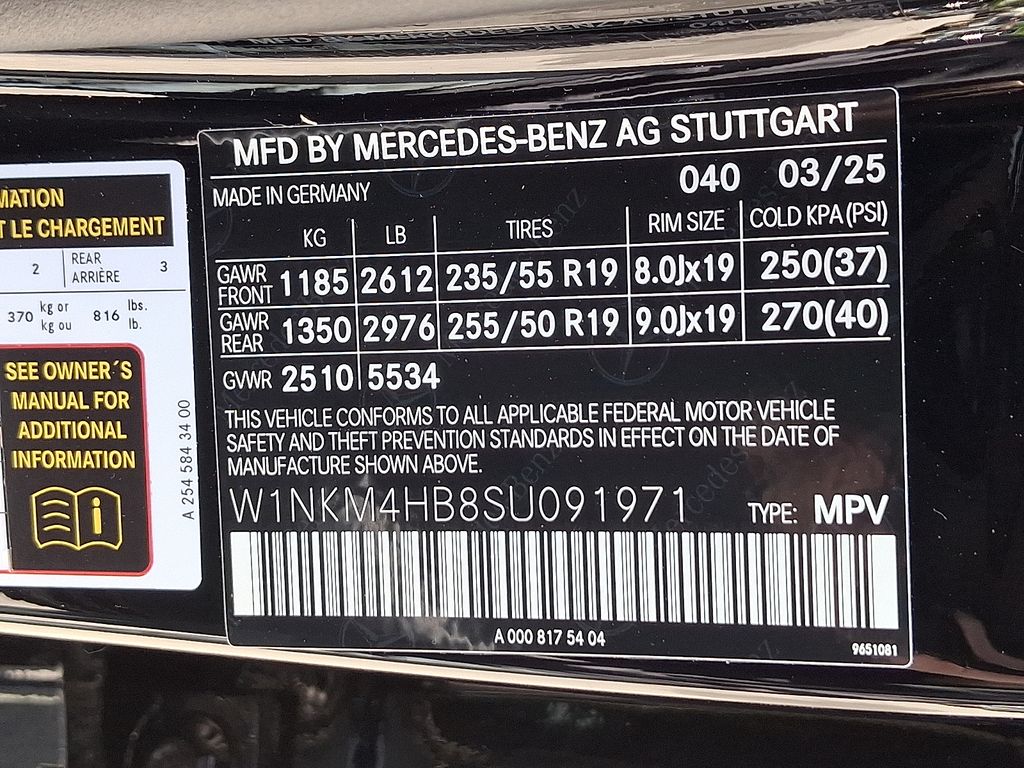 MATION
T LE CHARGEMENT
2 REAR ARRIÈRE 3
370 kg or kg ou 816 lbs. lb.
SEE OWNER´S
MANUAL FOR
ADDITIONAL
INFORMATION
A 254 584 34 00
MFD BY MERCEDES-BENZ AG STUTTGART
MADE IN GERMANY 040 03/25
KG LB TIRES RIM SIZE COLD KPA(PSI)
GAWR FRONT 1185 2612 235/55 R19 8.0Jx19 250(37)
GAWR REAR 1350 2976 255/50 R19 9.0Jx19 270(40)
GVWR 2510 5534
THIS VEHICLE CONFORMS TO ALL APPLICABLE FEDERAL MOTOR VEHICLE
SAFETY AND THEFT PREVENTION STANDARDS IN EFFECT ON THE DATE OF
MANUFACTURE SHOWN ABOVE.
W1NKM4HB8SU091971 TYPE: MPV
A 000 817 54 04
9651081